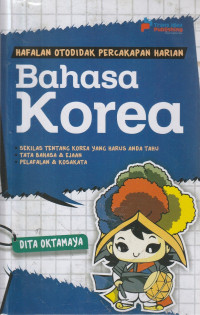 HAFALAN OTODIDAK PERCAKAPAN HARIAN
Bahasa
Korea
SEKILAS TENTANG KOREA YANG HARUS ANDA TAHU
TATA BAHASA & EJAAN
PELAFALAN & KOSAKATA
DITA OKTAMAYA